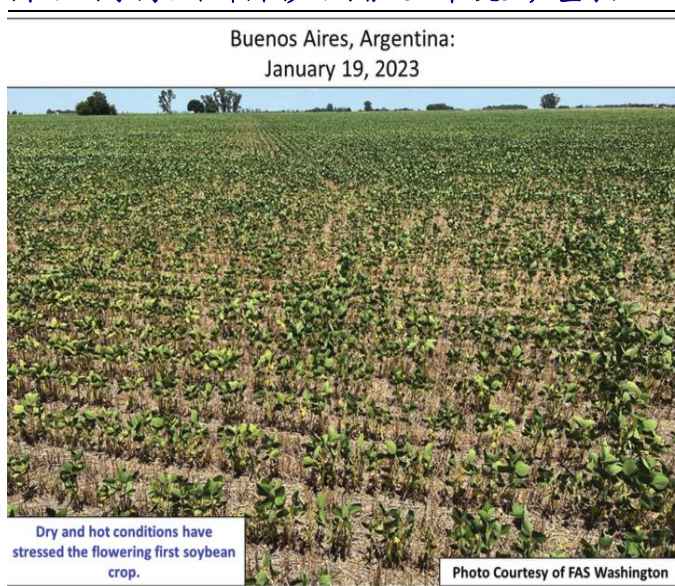 Buenos Aires, Argentina:
January 19, 2023
Dry and hot conditions have
stressed the flowering first soybean
crop.
Photo Courtesy of FAS Washington